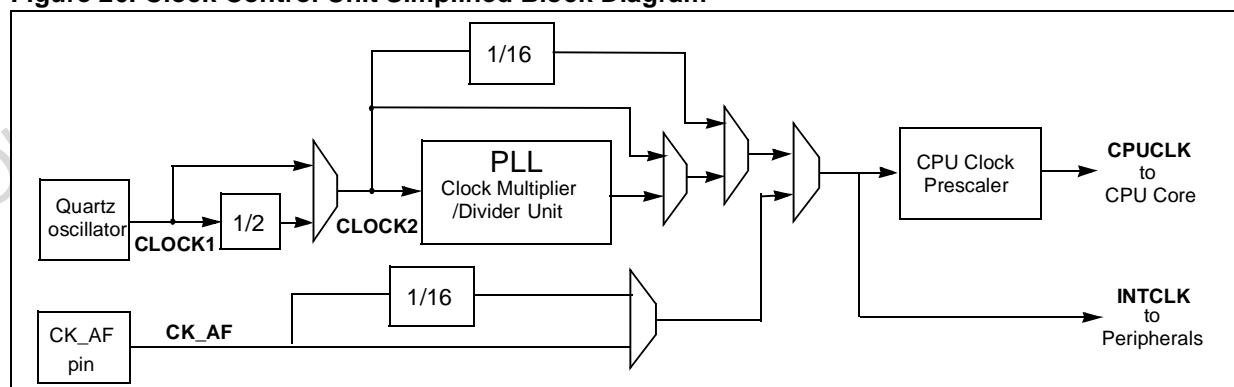 Figure 26. Clock Control Unit Simplified Block Diagram
1/16
PLL
Clock Multiplier
/Divider Unit
CPU Clock
Prescaler
CPUCLK
to
CPU Core
Quartz
oscillator
CLOCK1
1/2
CLOCK2
1/16
CK_AF
pin
CK_AF
INTCLK
to
Peripherals